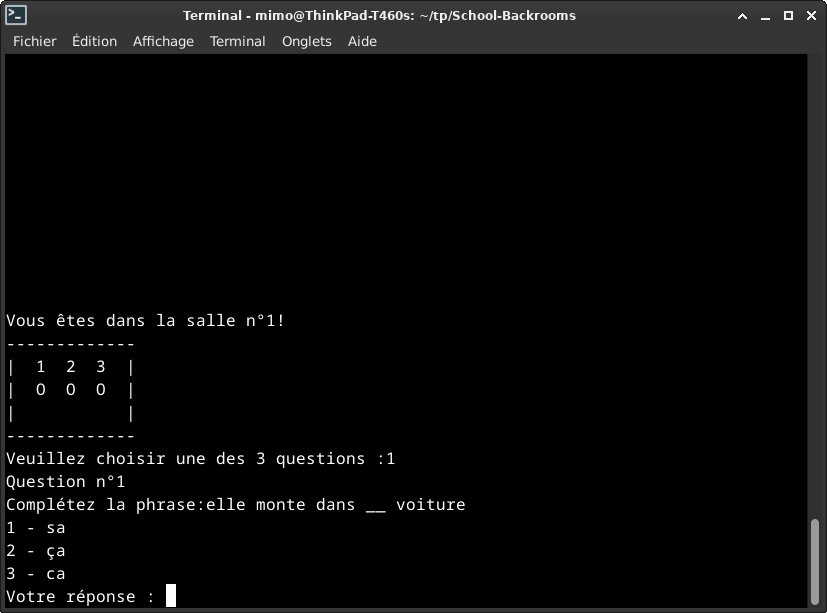 Terminal - mimo@ThinkPad-T460s: ~/tp/School-Backrooms
Fichier Édition Affichage Terminal Onglets Aide
Vous êtes dans la salle n°1!
-------------
|  1  2  3  |
|  0  0  0  |
|           |
-------------
Veuillez choisir une des 3 questions :1
Question n°1
Complétez la phrase:elle monte dans __ voiture
1 - sa
2 - ça
3 - ca
Votre réponse :